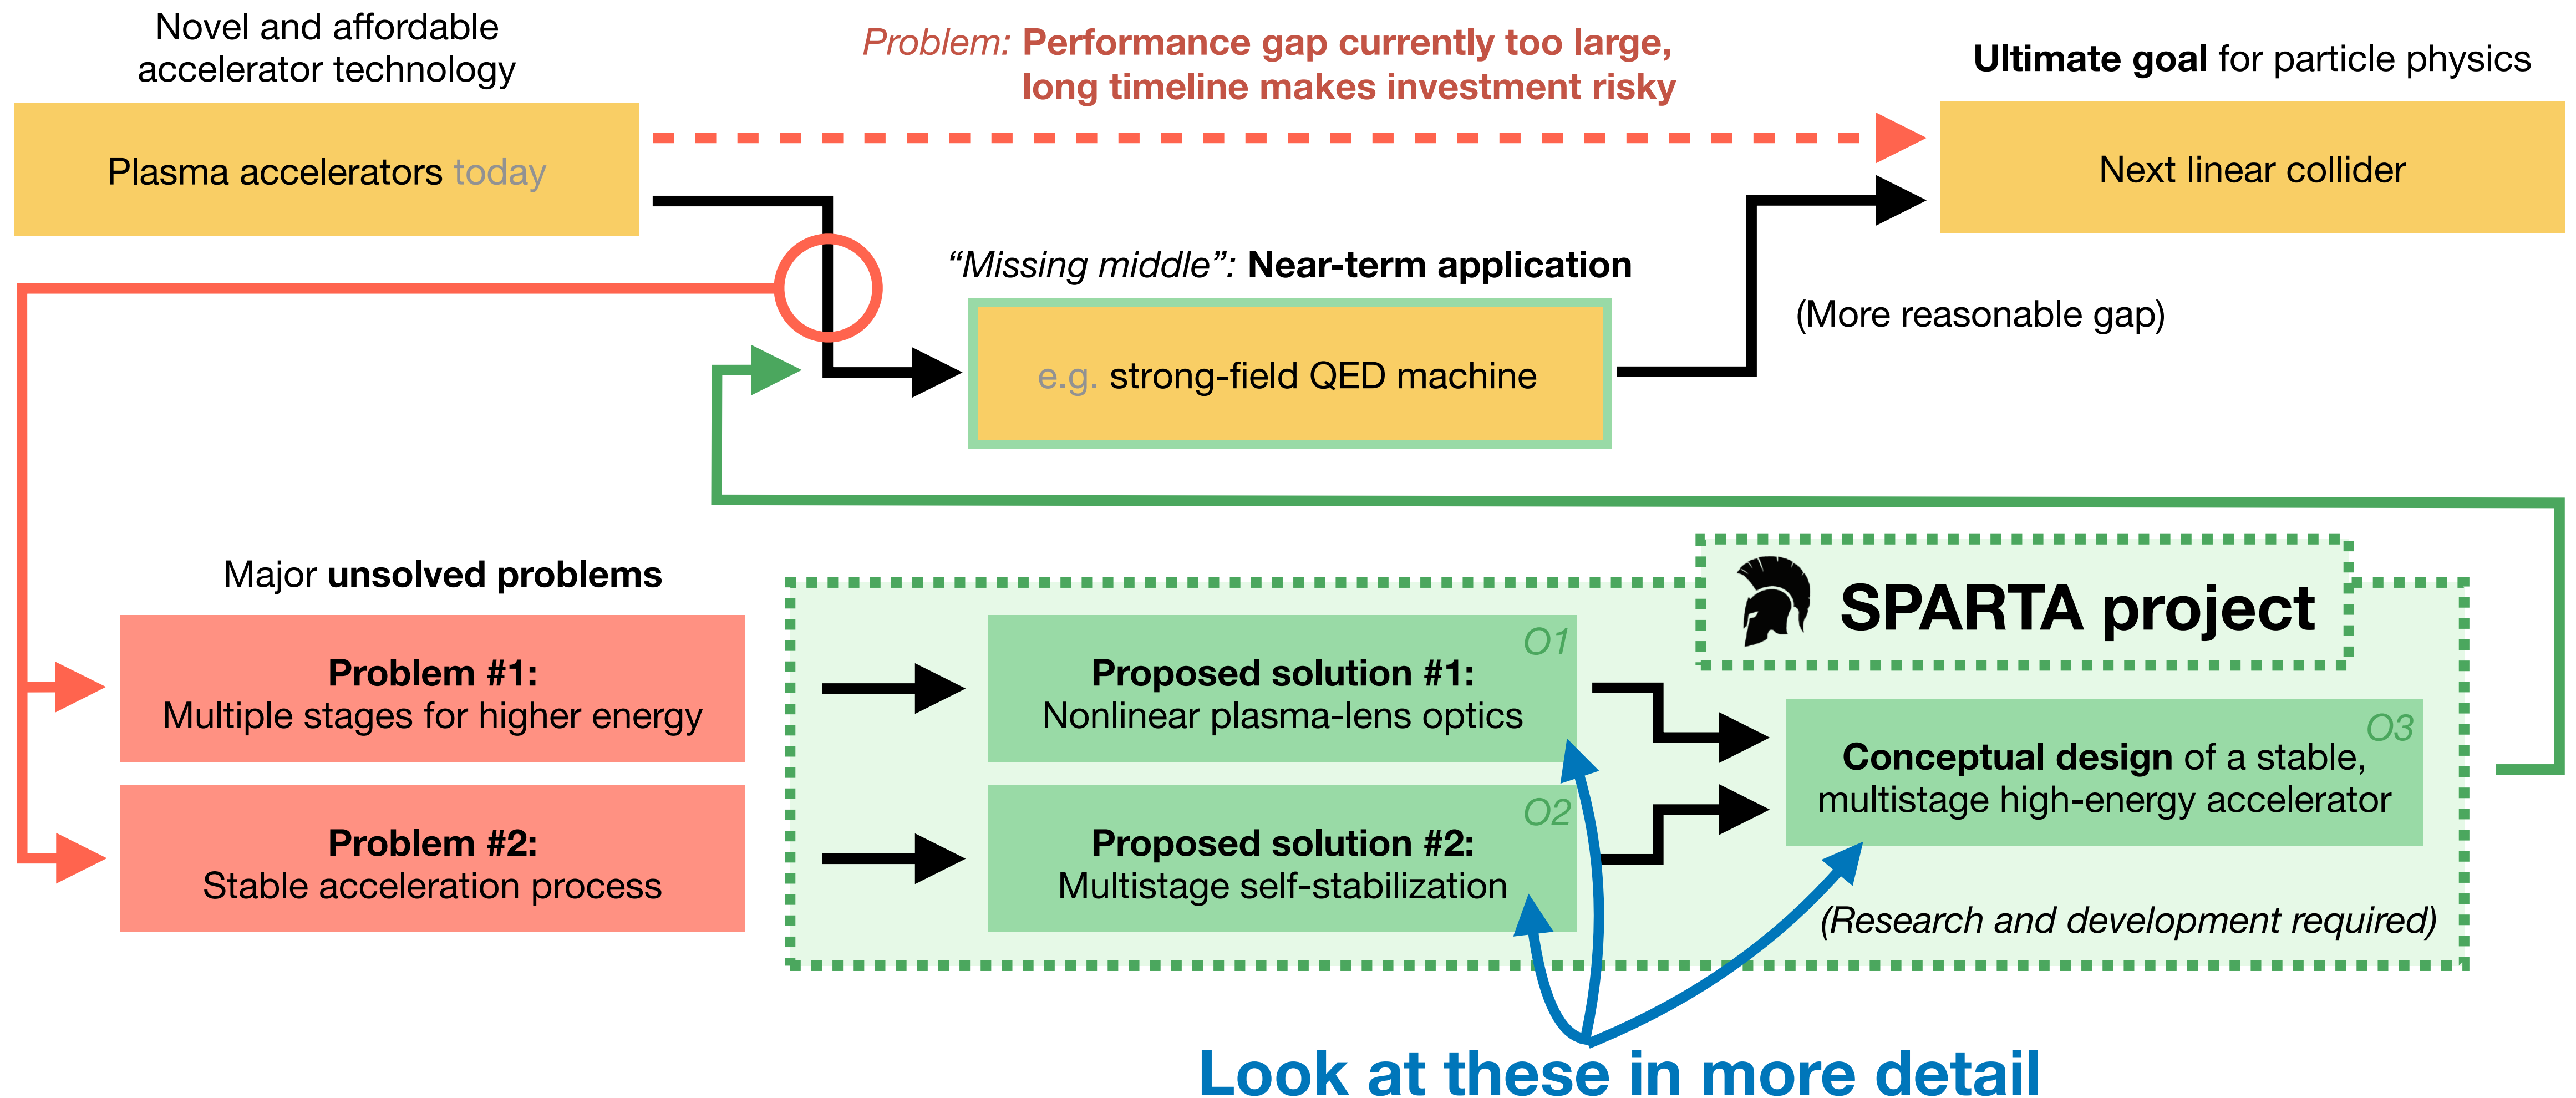 Novel and affordable
accelerator technology
Plasma accelerators today
Problem: Performance gap currently too large,
long timeline makes investment risky
Ultimate goal for particle physics
Next linear collider
“Missing middle”: Near-term application
e.g. strong-field QED machine
(More reasonable gap)
Major unsolved problems
Problem #1:
Multiple stages for higher energy
Problem #2:
Stable acceleration process
SPARTA project
O1
Proposed solution #1:
Nonlinear plasma-lens optics
O2
Proposed solution #2:
Multistage self-stabilization
O3
Conceptual design of a stable,
multistage high-energy accelerator
(Research and development required)
Look at these in more detail